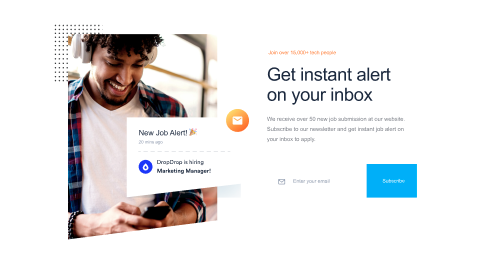 Join over 15,000+ tech people
Get instant alert
on your inbox
We receive over 50 new job submission at our website.
Subscribe to our newsletter and get instant job alert on
your inbox to apply.
Enter your email
Subscribe
New Job Alert! 🎉
20 mins ago
DropDrop is hiring
Marketing Manager!